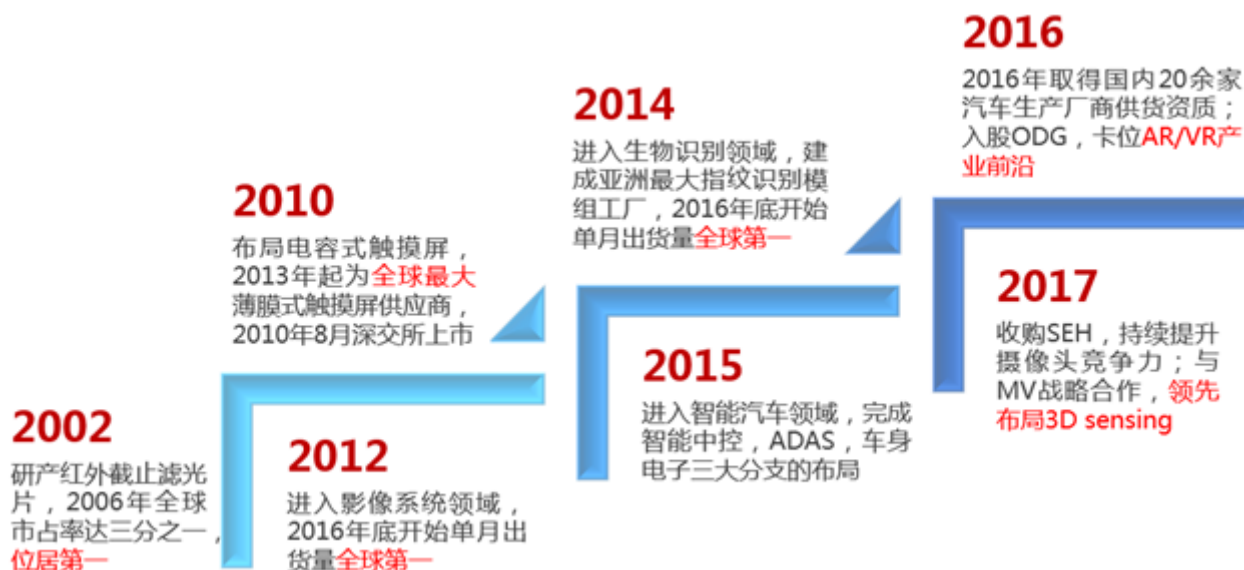 2002
研产红外截止滤光
片，2006年全球
市占率达三分之一，
位居第一
2010
布局电容式触摸屏，
2013年起为全球最大
薄膜式触摸屏供应商，
2010年8月深交所上市
2012
进入影像系统领域，
2016年底开始单月出
货量全球第一
2014
进入生物识别领域，建
成亚洲最大指纹识别模
组工厂，2016年底开始
单月出货量全球第一
2015
进入智能汽车领域，完成
智能中控，ADAS，车身
电子三大分支的布局
2016
2016年取得国内20余家
汽车生产厂商供货资质；
入股ODG，卡位AR/VR产
业前沿
2017
收购SEH，持续提升
摄像头竞争力；与
MV战略合作，领先
布局3D sensing